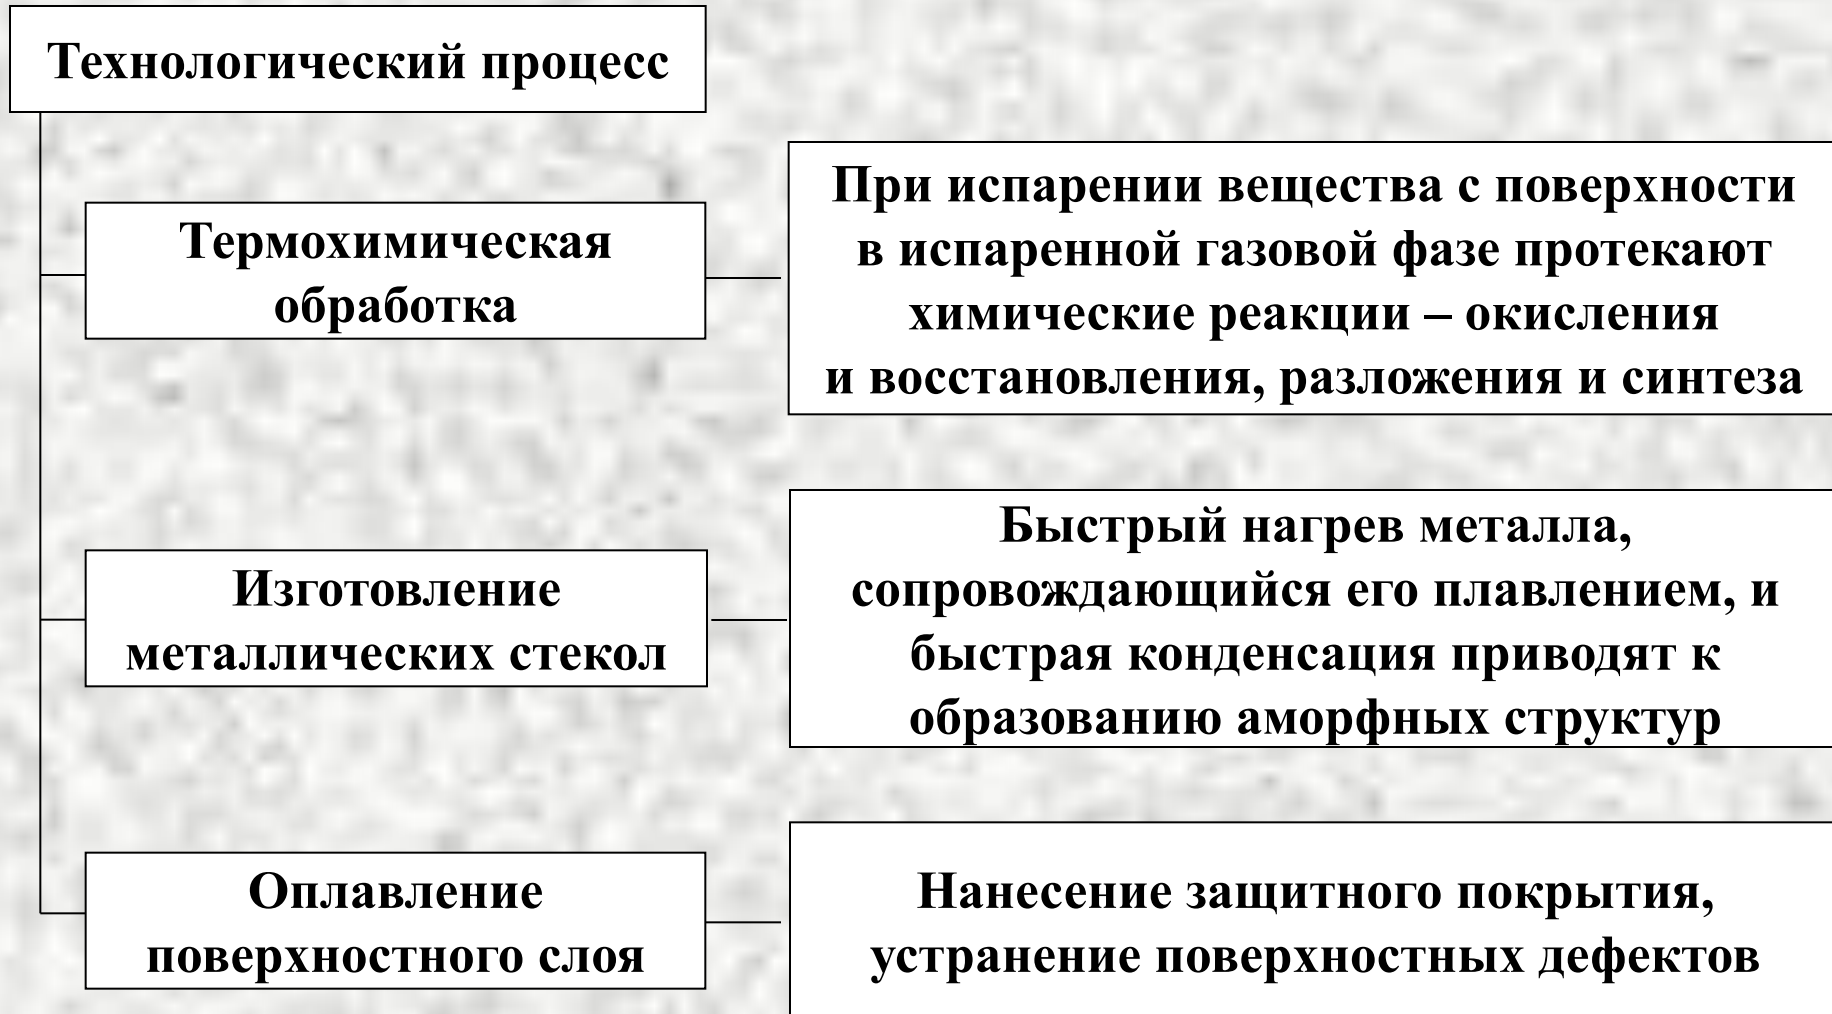 Технологический процесс
Термохимическая
обработка
При испарении вещества с поверхности
в испаренной газовой фазе протекают
химические реакции – окисления
и восстановления, разложения и синтеза
Изготовление
металлических стекол
Быстрый нагрев металла,
сопровождающийся его плавлением, и
быстрая конденсация приводят к
образованию аморфных структур
Оплавление
поверхностного слоя
Нанесение защитного покрытия,
устранение поверхностных дефектов